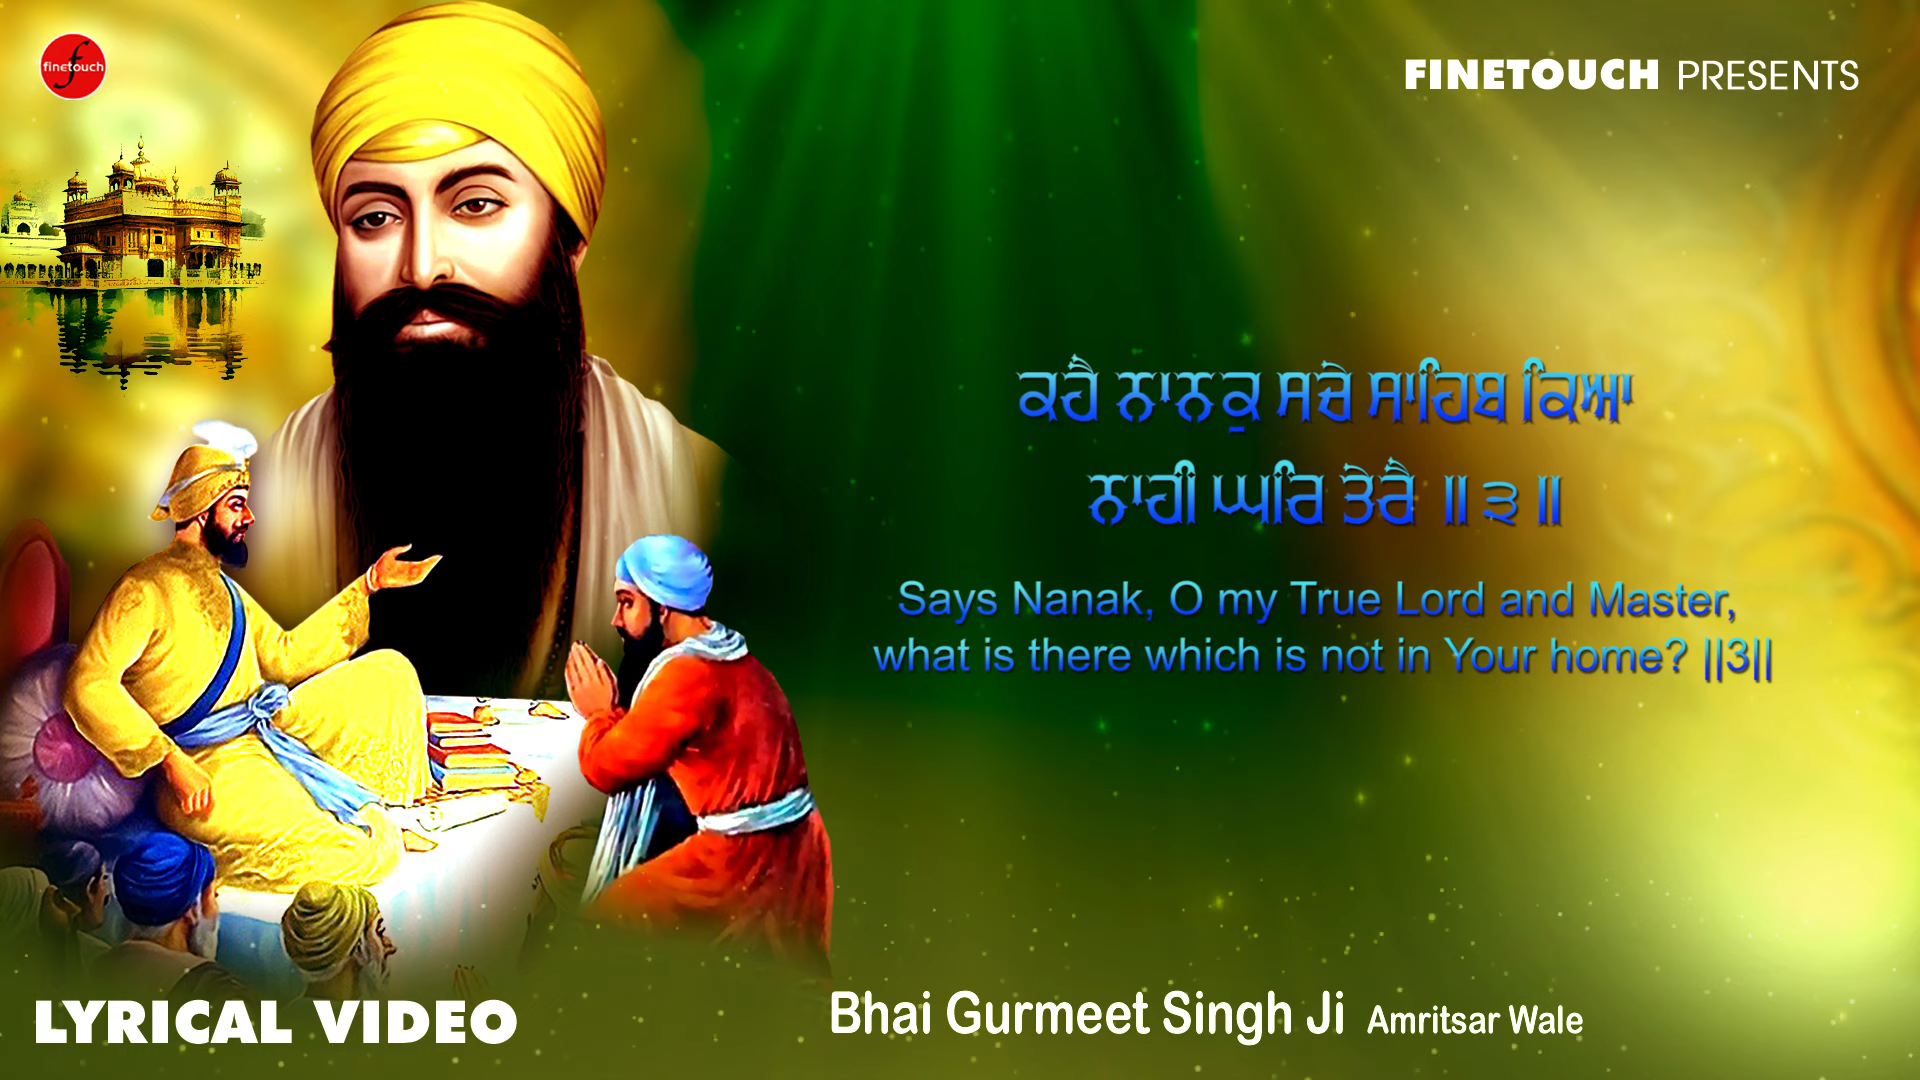 finetouch
FINETOUCH PRESENTS
ਕਹੈ ਨਾਨਕੁ ਸਚੇ ਸਾਹਿਬ ਕਿਆ
ਨਾਹੀ ਘਰਿ ਤੇਰੈ ॥੩॥
Says Nanak, O my True Lord and Master,
what is there which is not in Your home? ||3||
LYRICAL VIDEO
Bhai Gurmeet Singh Ji Amritsar Wale